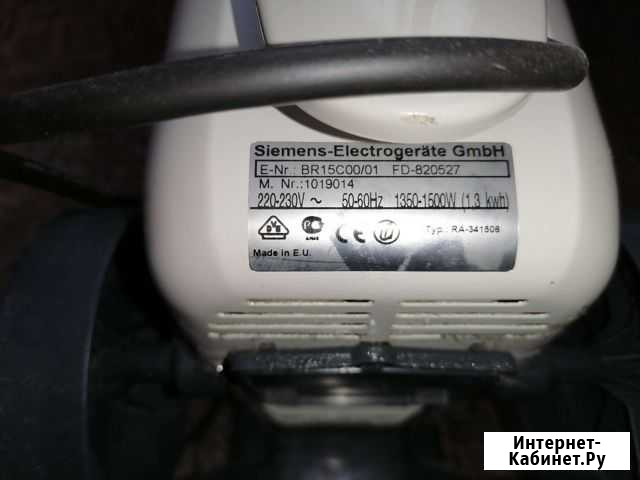 Siemens-Electrogeräte GmbH
E-Nr.: BR15C00/01 FD-820527
M. Nr.:1019014
220-230V ~ 50-60Hz 1350-1500W (1.3 kwh)
CE Typ.: RA-341506
Made in E.U.
Интернет-
Кабинет.Ру